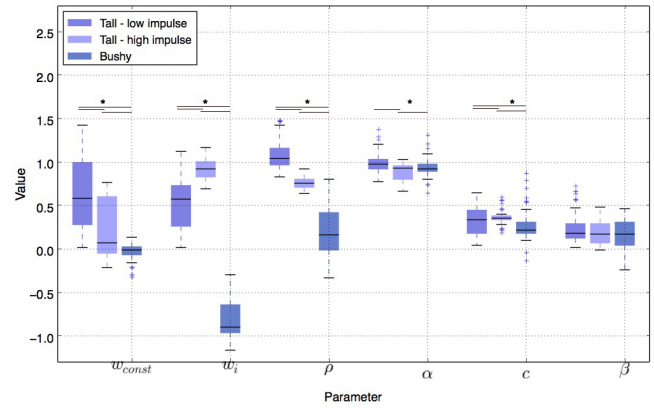 Tall - low impulse
Tall - high impulse
Bushy
2.5
2.0
1.5
1.0
0.5
0.0
−0.5
−1.0
Value
* * * * *
w_const w_i ρ α c β
Parameter